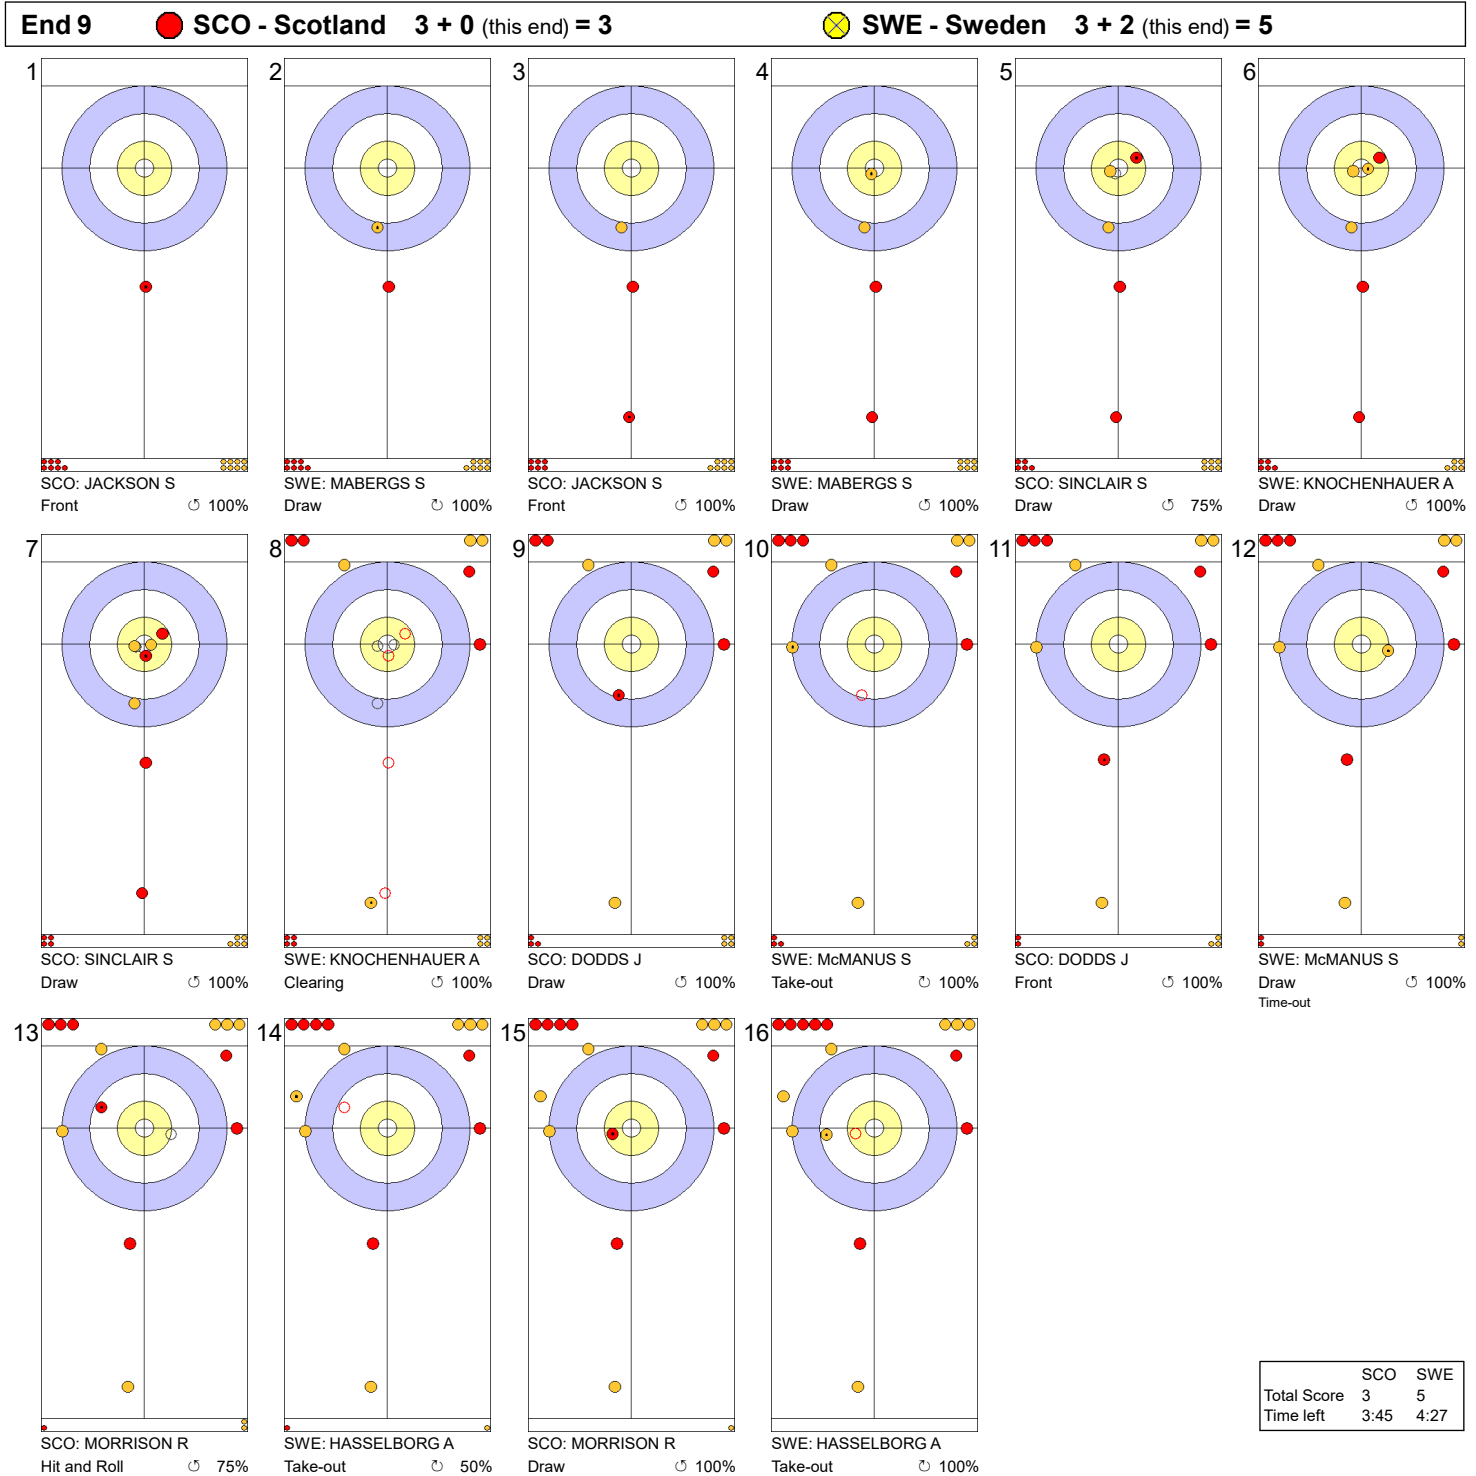 End 9 SCO - Scotland 3 + 0 (this end) = 3 SWE - Sweden 3 + 2 (this end) = 5
1 2 3 4 5 6
SCO: JACKSON S SWE: MABERGS S SCO: JACKSON S SWE: MABERGS S SCO: SINCLAIR S SWE: KNOCHENHAUER A
Front ↺ 100% Draw ↻ 100% Front ↺ 100% Draw ↺ 100% Draw ↺ 75% Draw ↺ 100%
7 8 9 10 11 12
SCO: SINCLAIR S SWE: KNOCHENHAUER A SCO: DODDS J SWE: McMANUS S SCO: DODDS J SWE: McMANUS S
Draw ↺ 100% Clearing ↺ 100% Draw ↺ 100% Take-out ↻ 100% Front ↺ 100% Draw ↺ 100%
Time-out
13 14 15 16
SCO: MORRISON R SWE: HASSELBORG A SCO: MORRISON R SWE: HASSELBORG A
Hit and Roll ↺ 75% Take-out ↻ 50% Draw ↺ 100% Take-out ↻ 100%
SCO SWE
Total Score 3 5
Time left 3:45 4:27